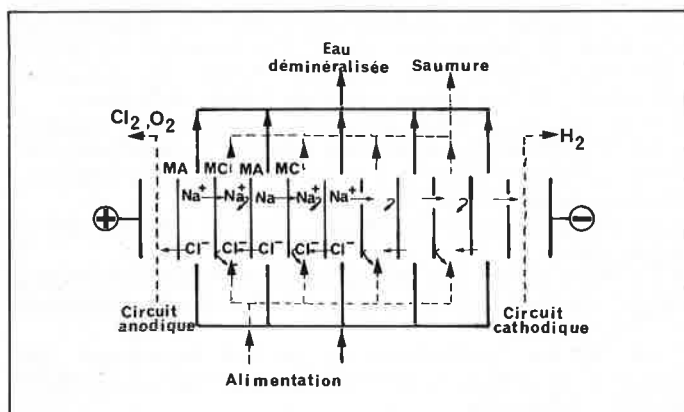 Eau
déminéralisée
Saumure
Cl₂,O₂
H₂
MA MC MA MC
Na⁺ Na⁺ Na Na⁺ Na⁺
+
−
Cl⁻ Cl⁻ Cl⁻ Cl⁻ Cl⁻
Circuit
anodique
Circuit
cathodique
Alimentation